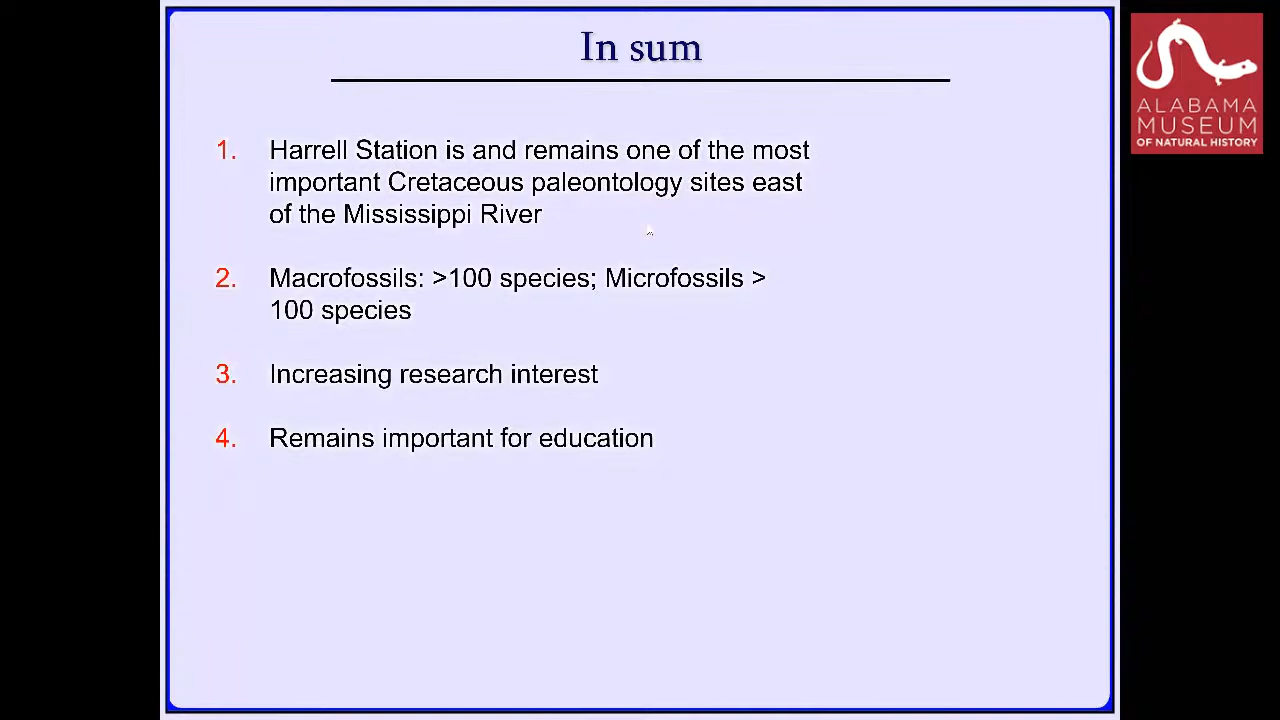 In sum
1. Harrell Station is and remains one of the most
important Cretaceous paleontology sites east
of the Mississippi River
2. Macrofossils: >100 species; Microfossils >
100 species
3. Increasing research interest
4. Remains important for education
ALABAMA
MUSEUM
OF NATURAL HISTORY